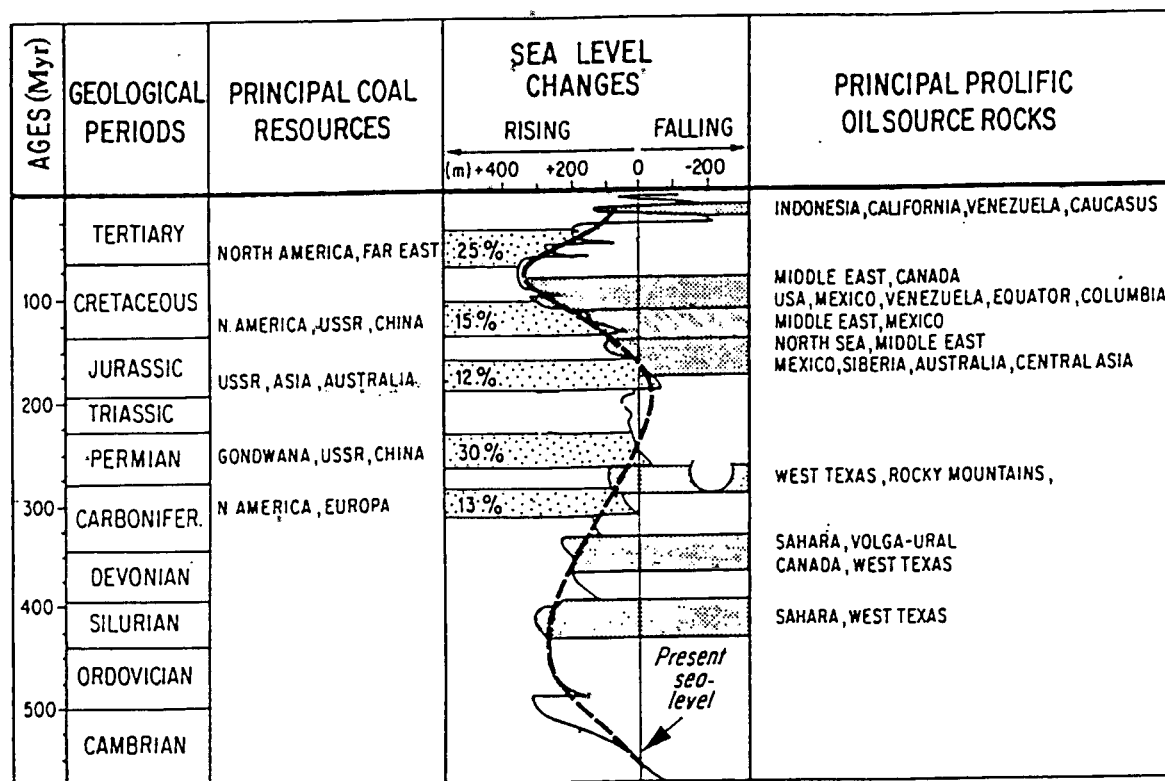 AGES (Myr)
GEOLOGICAL
PERIODS
PRINCIPAL COAL
RESOURCES
SEA LEVEL
CHANGES
RISING
FALLING
(m)+400 +200 0 -200
PRINCIPAL PROLIFIC
OIL SOURCE ROCKS
INDONESIA, CALIFORNIA, VENEZUELA, CAUCASUS
TERTIARY
NORTH AMERICA, FAR EAST
25 %
MIDDLE EAST, CANADA
100
CRETACEOUS
USA, MEXICO, VENEZUELA, EQUATOR, COLUMBIA
N. AMERICA, USSR, CHINA
15 %
MIDDLE EAST, MEXICO
NORTH SEA, MIDDLE EAST
JURASSIC
MEXICO, SIBERIA, AUSTRALIA, CENTRAL ASIA
USSR, ASIA, AUSTRALIA
12 %
200
TRIASSIC
PERMIAN
GONDWANA, USSR, CHINA
30 %
WEST TEXAS, ROCKY MOUNTAINS,
300
CARBONIFER.
N AMERICA, EUROPA
13 %
SAHARA, VOLGA-URAL
CANADA, WEST TEXAS
DEVONIAN
400
SILURIAN
SAHARA, WEST TEXAS
ORDOVICIAN
Present
sea-
level
500
CAMBRIAN